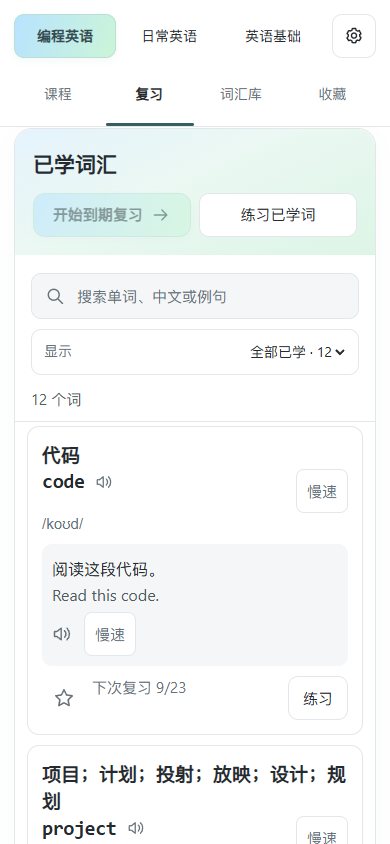 编程英语 日常英语 英语基础
课程 复习 词汇库 收藏
已学词汇
开始到期复习 → 练习已学词
搜索单词、中文或例句
显示 全部已学 · 12
12 个词
代码
code
慢速
/koʊd/
阅读这段代码。
Read this code.
慢速
下次复习 9/23
练习
项目；计划；投射；放映；设计；规
划
project
慢速